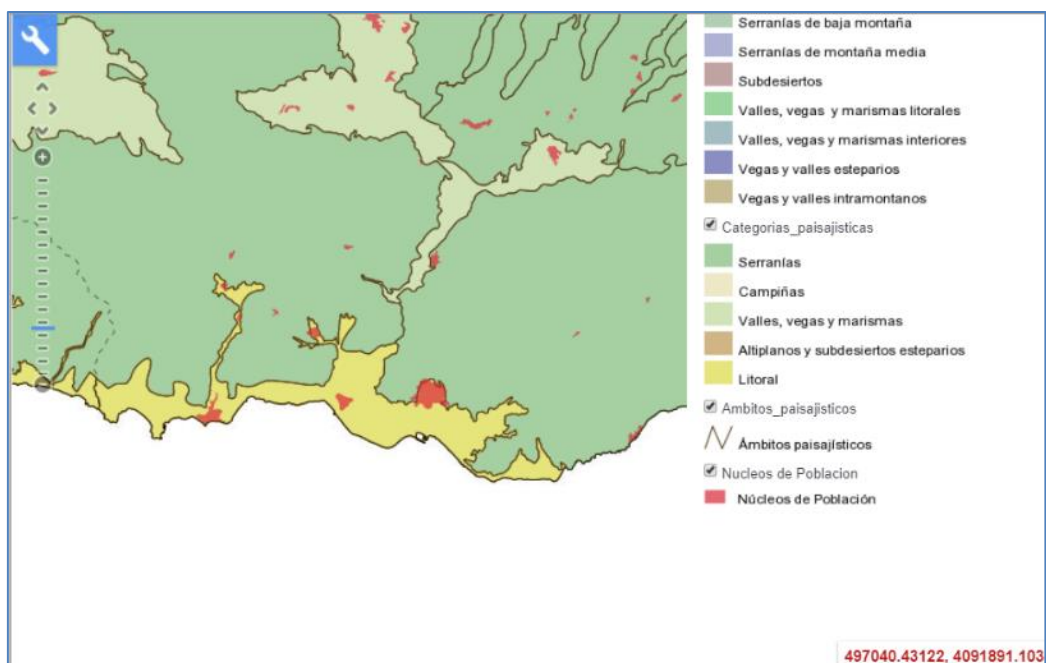 Serranías de baja montaña
Serranías de montaña media
Subdesiertos
Valles, vegas y marismas litorales
Valles, vegas y marismas interiores
Vegas y valles esteparios
Vegas y valles intramontanos
Categorias_paisajisticas
Serranías
Campiñas
Valles, vegas y marismas
Altiplanos y subdesiertos esteparios
Litoral
Ambitos_paisajisticos
Ámbitos paisajísticos
Nucleos de Poblacion
Núcleos de Población
497040.43122, 4091891.103